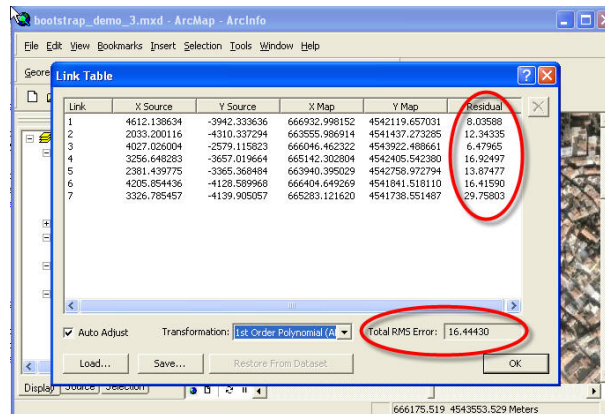 bootstrap_demo_3.mxd - ArcMap - ArcInfo
File Edit View Bookmarks Insert Selection Tools Window Help
Link Table
Link X Source Y Source X Map Y Map Residual
1 4612.138634 -3942.333636 666932.998152 4542119.657031 8.03588
2 2033.200116 -4310.337294 663555.986914 4541437.273285 12.34335
3 4027.026004 -2579.115823 666046.462322 4543922.488661 6.47965
4 3256.648283 -3657.019664 665142.302804 4542405.542380 16.92497
5 2381.439775 -3365.368484 663940.395029 4542758.972794 13.87477
6 4205.854436 -4128.589968 666404.649269 4541841.518110 16.41590
7 3326.785457 -4139.905057 665283.121620 4541738.551487 29.75803
Auto Adjust Transformation: 1st Order Polynomial (A Total RMS Error: 16.44430
Load... Save... Restore From Dataset OK
Display Source Selection
666175.519 4543553.529 Meters